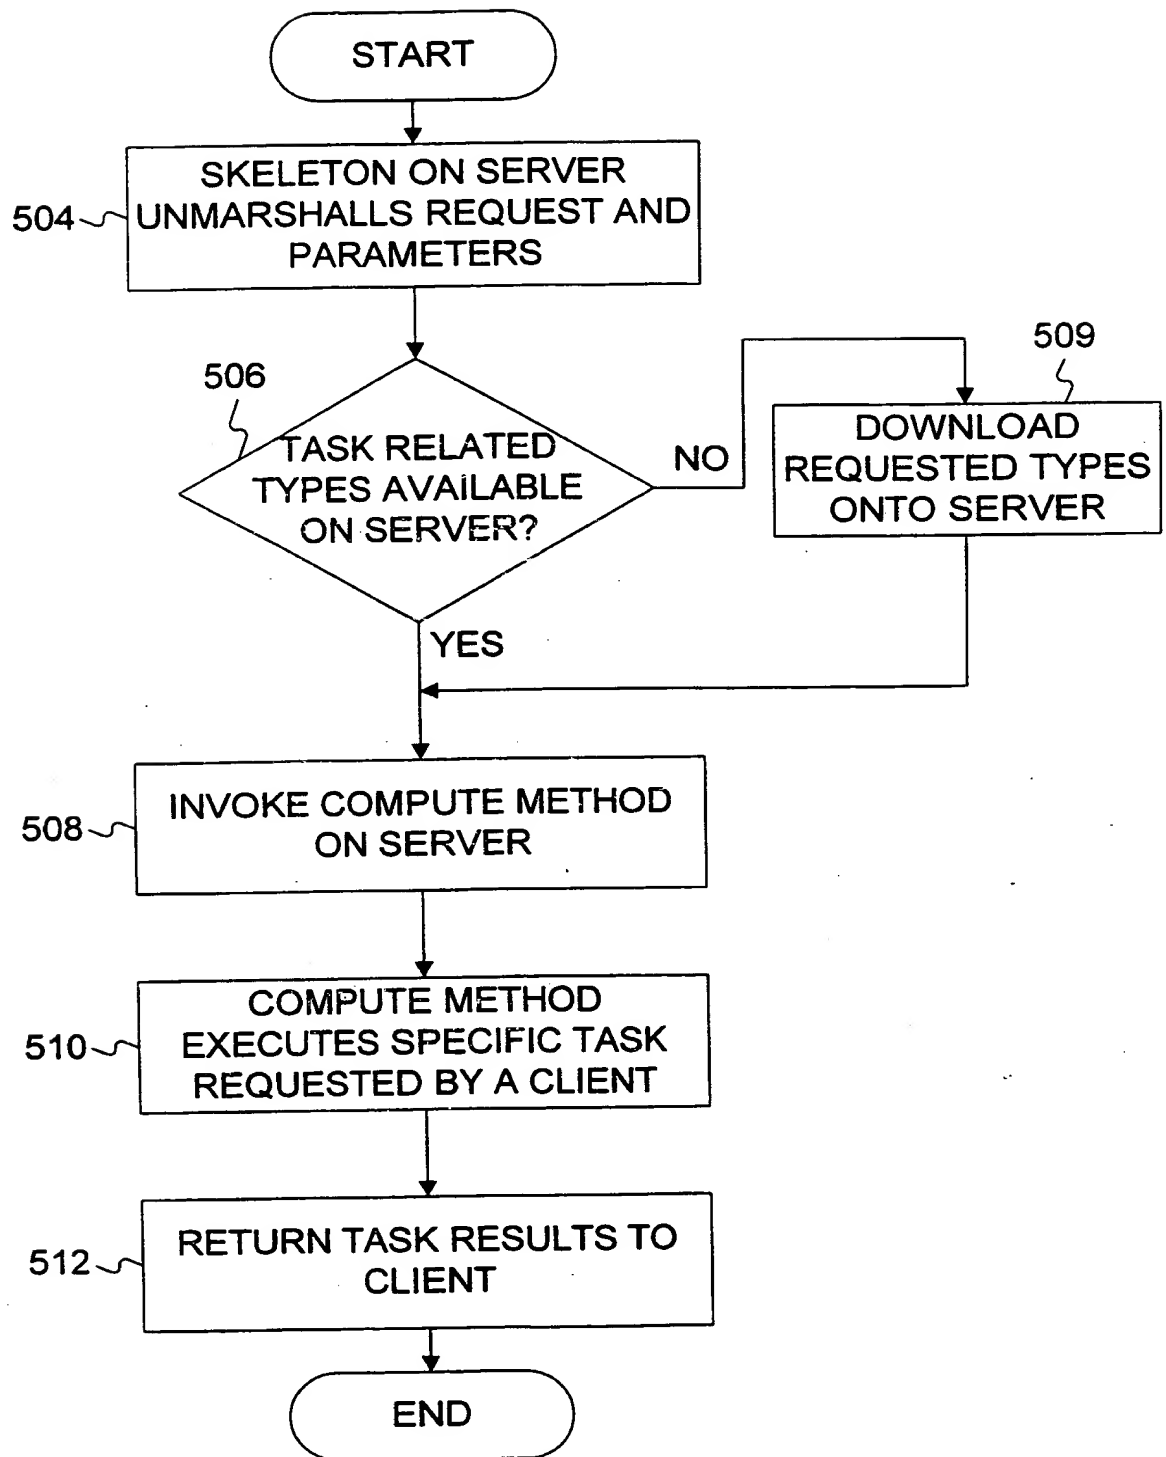 START
SKELETON ON SERVER
UNMARSHALLS REQUEST AND
PARAMETERS
504
506
TASK RELATED
TYPES AVAILABLE
ON SERVER?
NO
509
DOWNLOAD
REQUESTED TYPES
ONTO SERVER
YES
508
INVOKE COMPUTE METHOD
ON SERVER
510
COMPUTE METHOD
EXECUTES SPECIFIC TASK
REQUESTED BY A CLIENT
512
RETURN TASK RESULTS TO
CLIENT
END